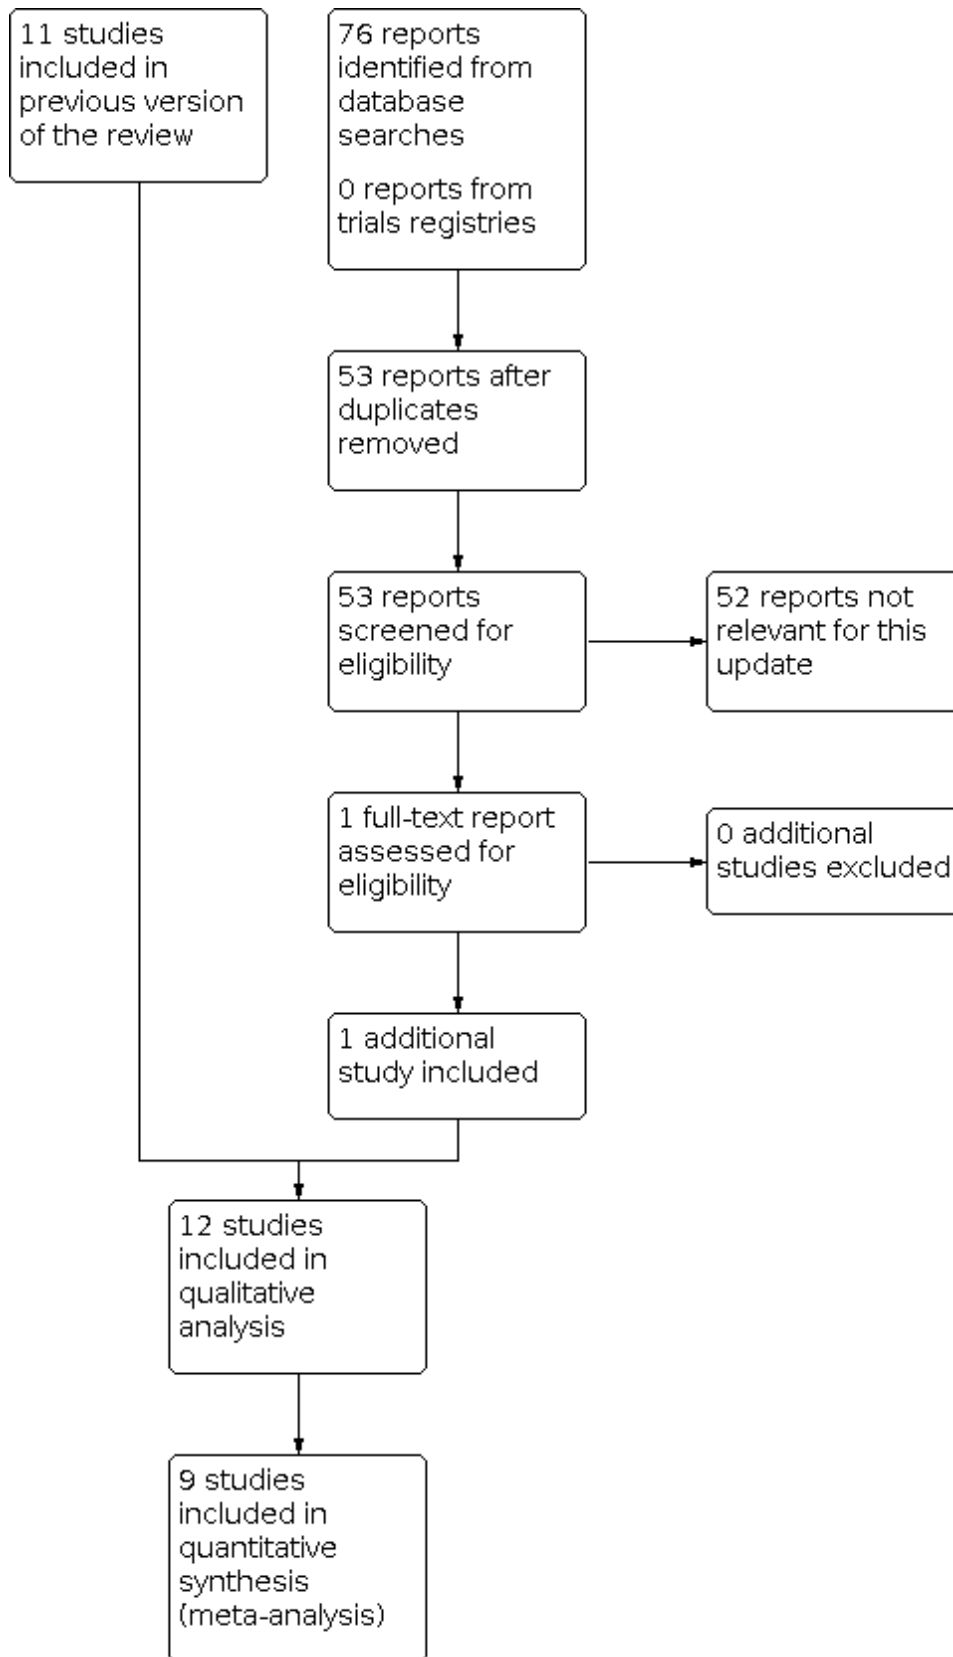 11 studies
included in
previous version
of the review
76 reports
identified from
database
searches
0 reports from
trials registries
53 reports after
duplicates
removed
53 reports
screened for
eligibility
52 reports not
relevant for this
update
1 full-text report
assessed for
eligibility
0 additional
studies excluded
1 additional
study included
12 studies
included in
qualitative
analysis
9 studies
included in
quantitative
synthesis
(meta-analysis)